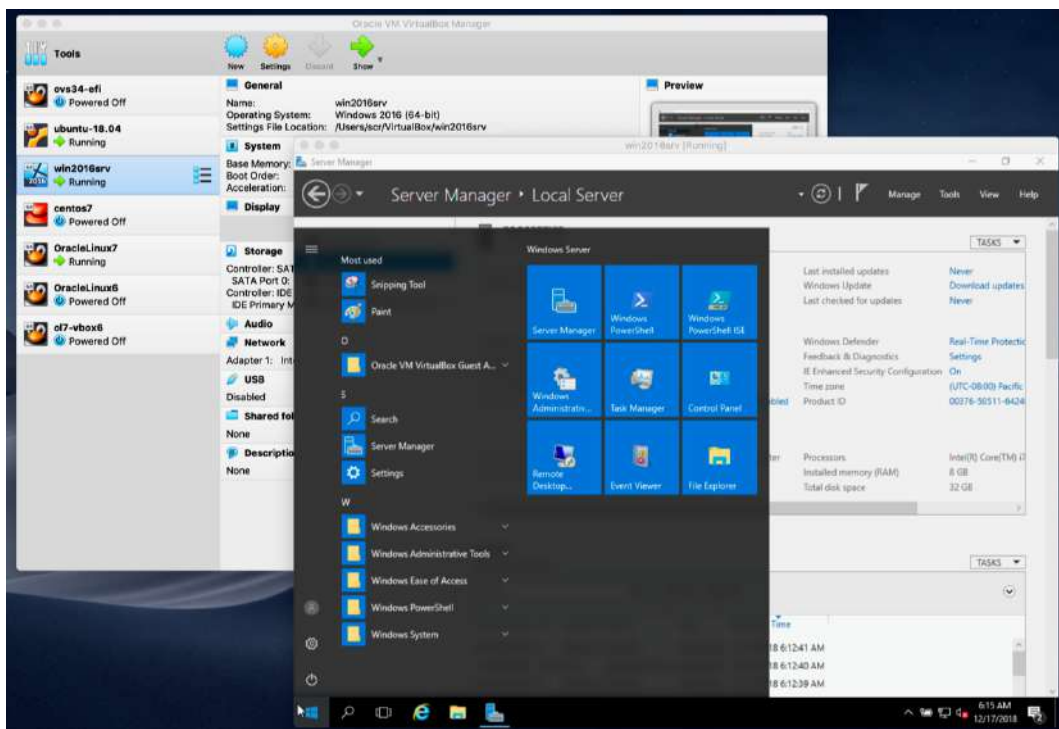 Oracle VM VirtualBox Manager
Tools
New
Settings
Discard
Show
ovs34-efi
Powered Off
ubuntu-18.04
Running
win2016srv
Running
centos7
Powered Off
OracleLinux7
Running
OracleLinux6
Powered Off
ol7-vbox6
Powered Off
General
Name: win2016srv
Operating System: Windows 2016 (64-bit)
Settings File Location: /Users/scr/VirtualBox/win2016srv
System
Base Memory:
Boot Order:
Acceleration:
Display
Storage
Controller: SAT
SATA Port 0:
Controller: IDE
IDE Primary M
Audio
Network
Adapter 1: Int
USB
Disabled
Shared fol
None
Descriptio
None
Preview
win2016srv [Running]
Server Manager
Server Manager • Local Server
Manage
Tools
View
Help
Most used
Snipping Tool
Paint
O
Oracle VM VirtualBox Guest A...
S
Search
Server Manager
Settings
W
Windows Accessories
Windows Administrative Tools
Windows Ease of Access
Windows PowerShell
Windows System
Windows Server
Server Manager
Windows PowerShell
Windows PowerShell ISE
Windows Administrativ...
Task Manager
Control Panel
Remote Desktop...
Event Viewer
File Explorer
TASKS
Last installed updates Never
Windows Update Download updates
Last checked for updates Never
Windows Defender Real-Time Protectic
Feedback & Diagnostics Settings
IE Enhanced Security Configuration On
Time zone (UTC-08:00) Pacific
Product ID 00376-50511-6424
Processors Intel(R) Core(TM) i7
Installed memory (RAM) 8 GB
Total disk space 32 GB
TASKS
Time
18 6:12:41 AM
18 6:12:40 AM
18 6:12:39 AM
6:15 AM
12/17/2018